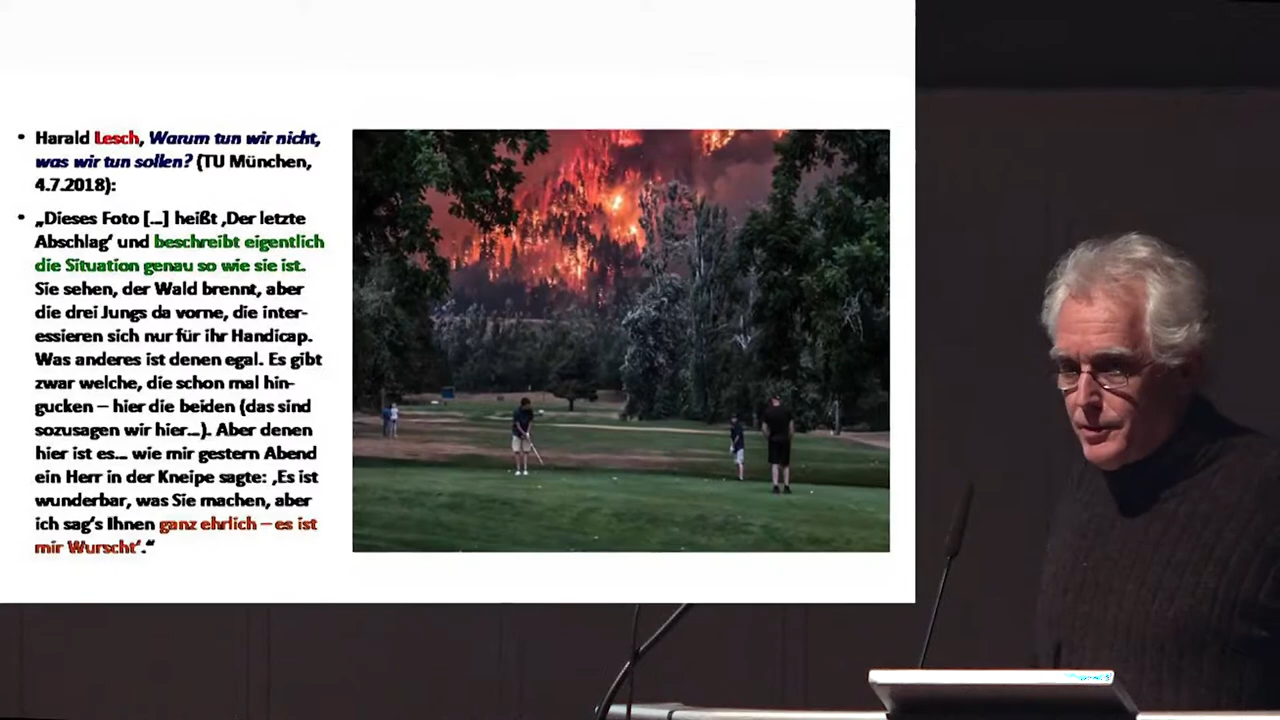 • Harald Lesch, Warum tun wir nicht,
was wir tun sollen? (TU München,
4.7.2018):
• „Dieses Foto [...] heißt ‚Der letzte
Abschlag‘ und beschreibt eigentlich
die Situation genau so wie sie ist.
Sie sehen, der Wald brennt, aber
die drei Jungs da vorne, die inter-
essieren sich nur für ihr Handicap.
Was anderes ist denen egal. Es gibt
zwar welche, die schon mal hin-
gucken – hier die beiden (das sind
sozusagen wir hier...). Aber denen
hier ist es... wie mir gestern Abend
ein Herr in der Kneipe sagte: ‚Es ist
wunderbar, was Sie machen, aber
ich sag’s Ihnen ganz ehrlich – es ist
mir Wurscht‘.“